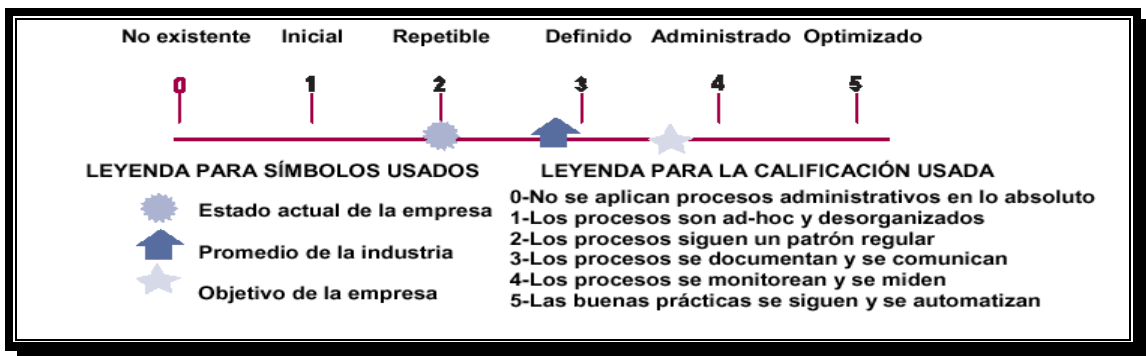 No existente Inicial Repetible Definido Administrado Optimizado
0 1 2 3 4 5
LEYENDA PARA SÍMBOLOS USADOS
Estado actual de la empresa
Promedio de la industria
Objetivo de la empresa
LEYENDA PARA LA CALIFICACIÓN USADA
0-No se aplican procesos administrativos en lo absoluto
1-Los procesos son ad-hoc y desorganizados
2-Los procesos siguen un patrón regular
3-Los procesos se documentan y se comunican
4-Los procesos se monitorean y se miden
5-Las buenas prácticas se siguen y se automatizan